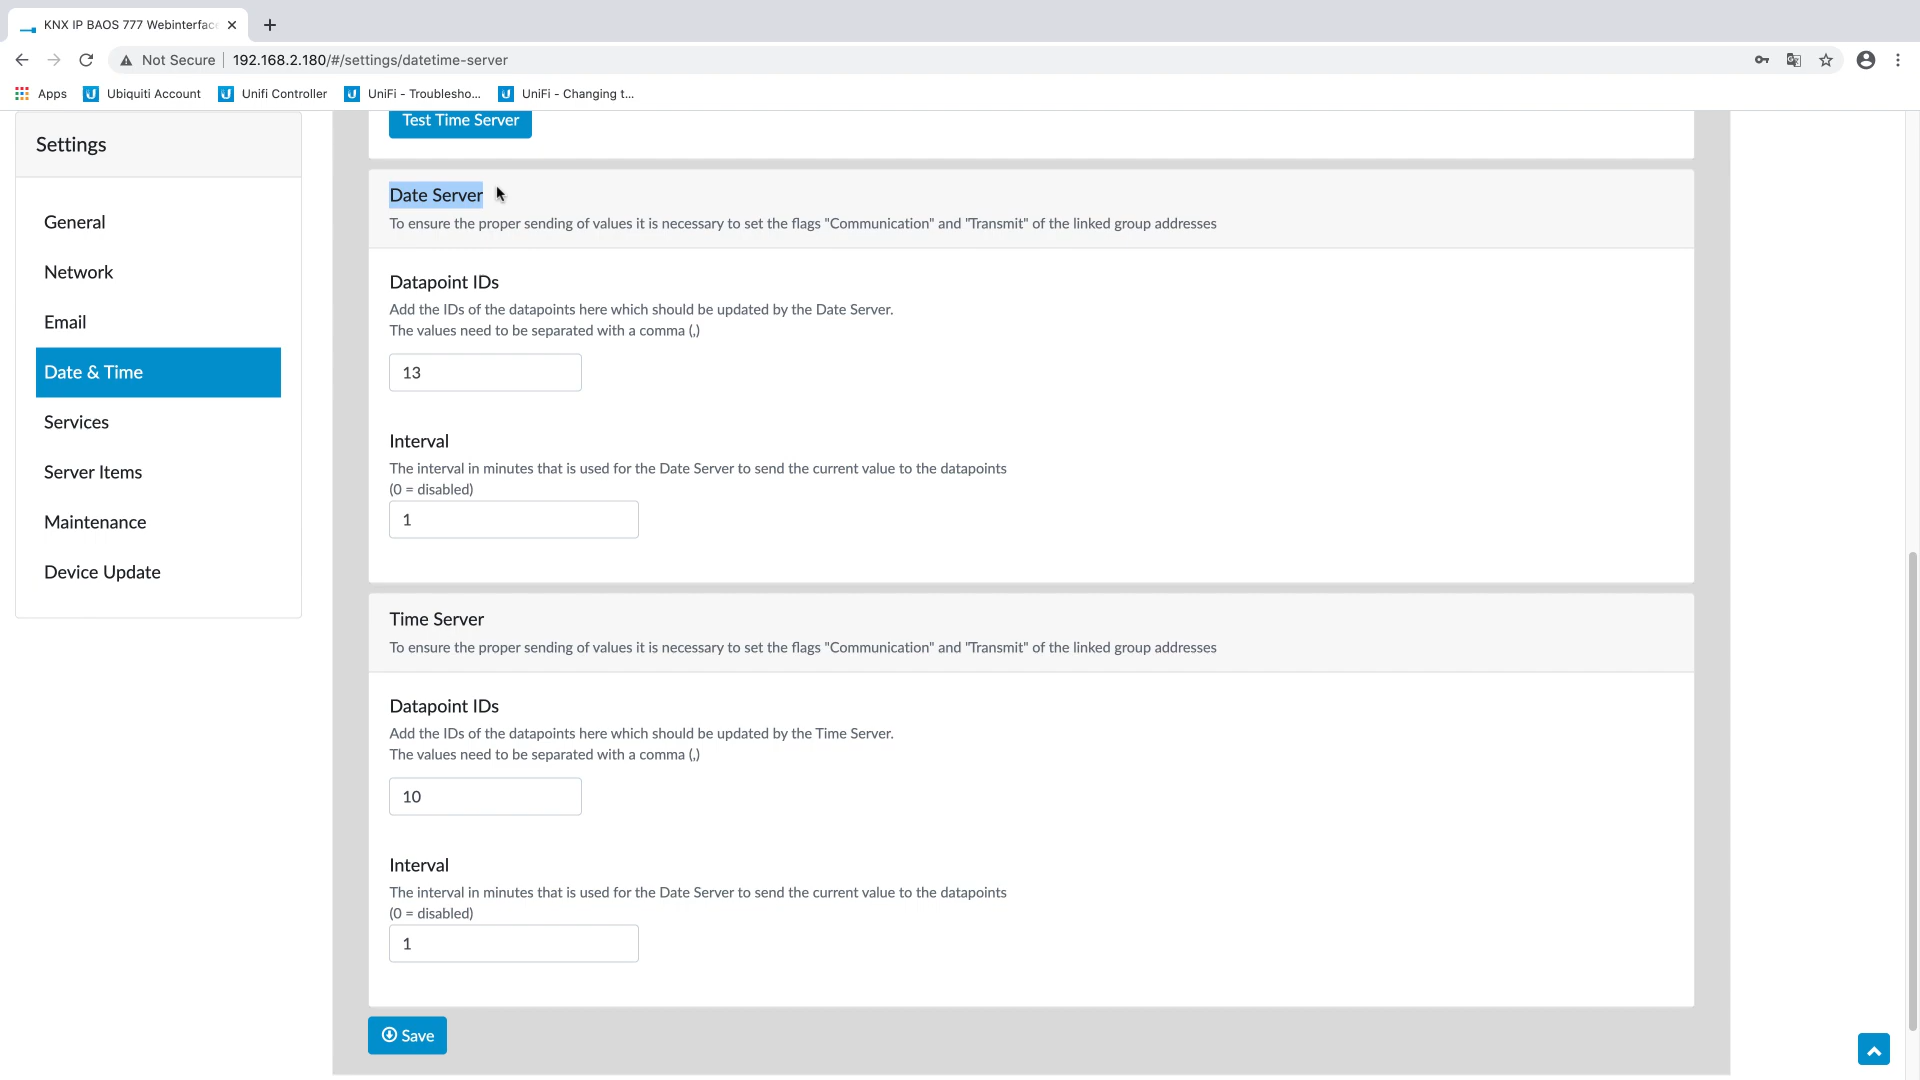 KNX IP BAOS 777 Webinterfac
Not Secure 192.168.2.180/#/settings/datetime-server
Apps Ubiquiti Account Unifi Controller UniFi - Troublesho... UniFi - Changing t...
Settings
General
Network
Email
Date & Time
Services
Server Items
Maintenance
Device Update
Test Time Server
Date Server
To ensure the proper sending of values it is necessary to set the flags "Communication" and "Transmit" of the linked group addresses
Datapoint IDs
Add the IDs of the datapoints here which should be updated by the Date Server.
The values need to be separated with a comma (,)
13
Interval
The interval in minutes that is used for the Date Server to send the current value to the datapoints
(0 = disabled)
1
Time Server
To ensure the proper sending of values it is necessary to set the flags "Communication" and "Transmit" of the linked group addresses
Datapoint IDs
Add the IDs of the datapoints here which should be updated by the Time Server.
The values need to be separated with a comma (,)
10
Interval
The interval in minutes that is used for the Date Server to send the current value to the datapoints
(0 = disabled)
1
Save